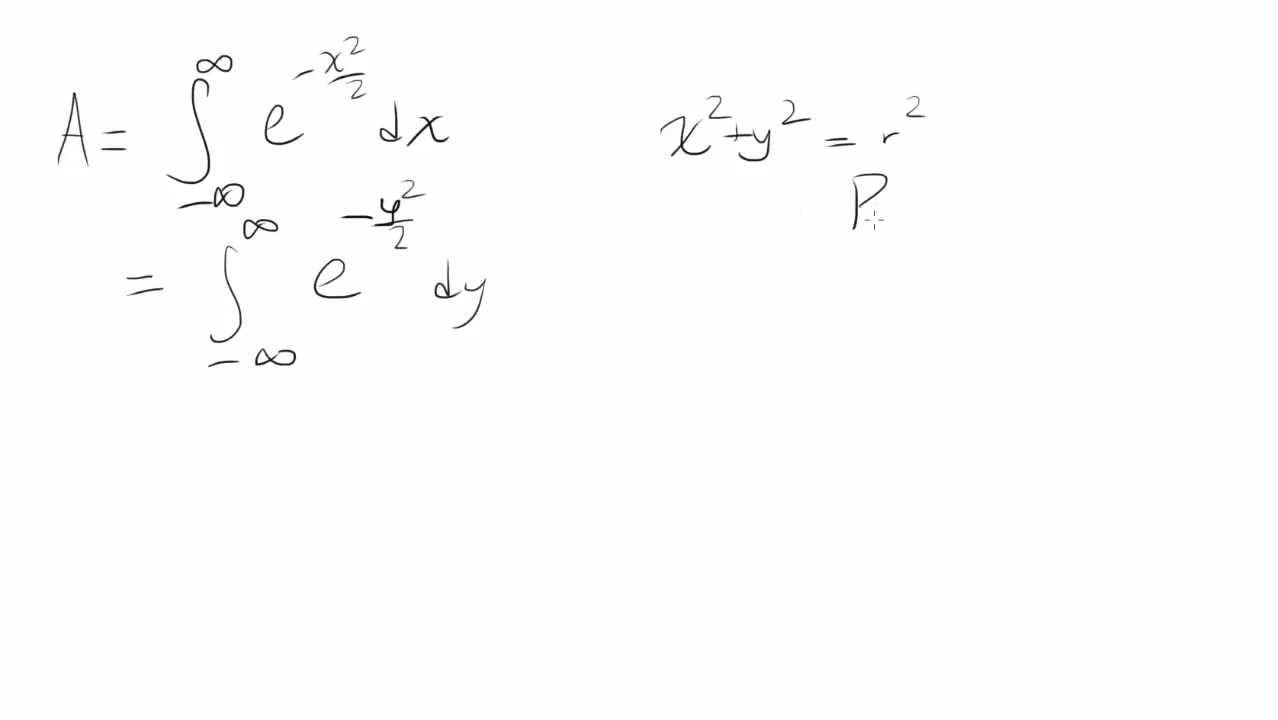 A = ∫_{-∞}^{∞} e^{-x²/2} dx
= ∫_{-∞}^{∞} e^{-y²/2} dy
x² + y² = r²
P